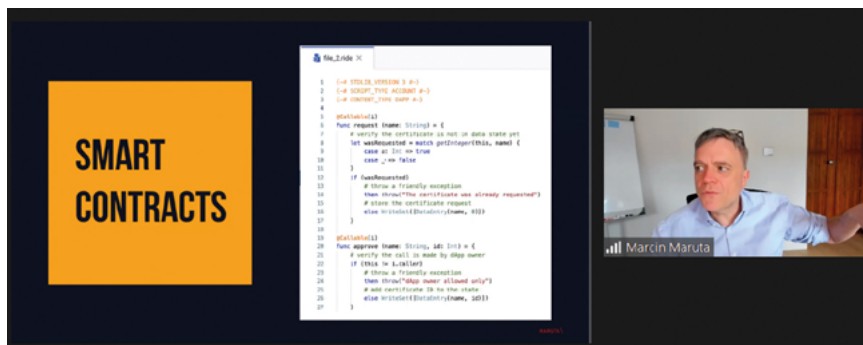 SMART
CONTRACTS
file_2.ride ×
1 {-# STDLIB_VERSION 3 #-}
2 {-# SCRIPT_TYPE ACCOUNT #-}
3 {-# CONTENT_TYPE DAPP #-}
4
5 @Callable(i)
6 func request (name: String) = {
7 # verify the certificate is not in data state yet
8 let wasRequested = match getInteger(this, name) {
9 case a: Int => true
10 case _ => false
11 }
12 if (wasRequested)
13 # throw a friendly exception
14 then throw("The certificate was already requested")
15 # store the certificate request
16 else WriteSet([DataEntry(name, 0)])
17 }
18
19 @Callable(i)
20 func approve (name: String, id: Int) = {
21 # verify the call is made by dApp owner
22 if (this != i.caller)
23 # throw a friendly exception
24 then throw("dApp owner allowed only")
25 # add certificate ID to the state
26 else WriteSet([DataEntry(name, id)])
27 }
Marcin Maruta